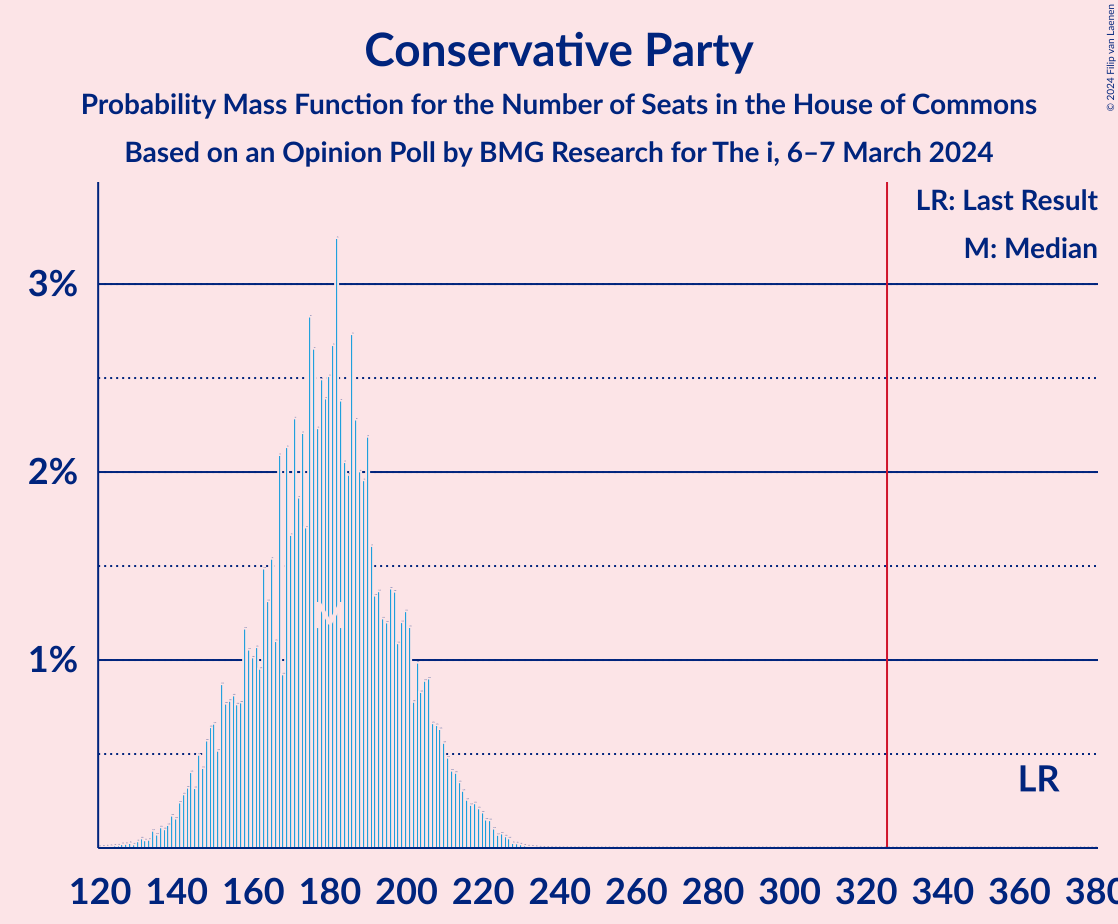 Conservative Party
Probability Mass Function for the Number of Seats in the House of Commons
Based on an Opinion Poll by BMG Research for The i, 6–7 March 2024
© 2024 Filip van Laenen
LR: Last Result
M: Median
3%
2%
1%
LR
120 140 160 180 200 220 240 260 280 300 320 340 360 380